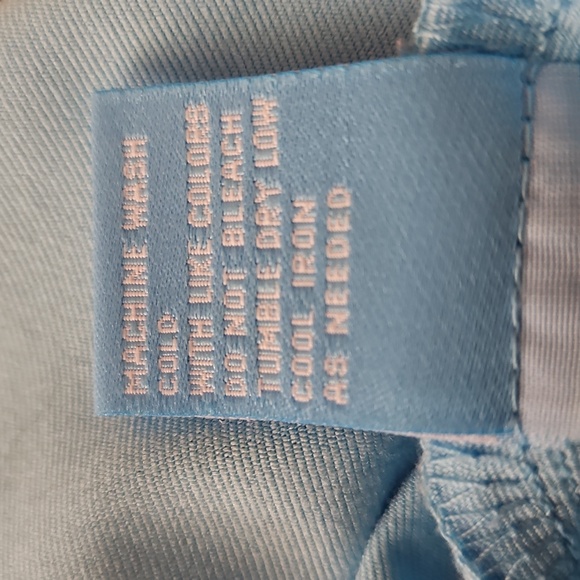 MACHINE WASH
COLD
WITH LIKE COLORS
DO NOT BLEACH
TUMBLE DRY LOW
COOL IRON
AS NEEDED